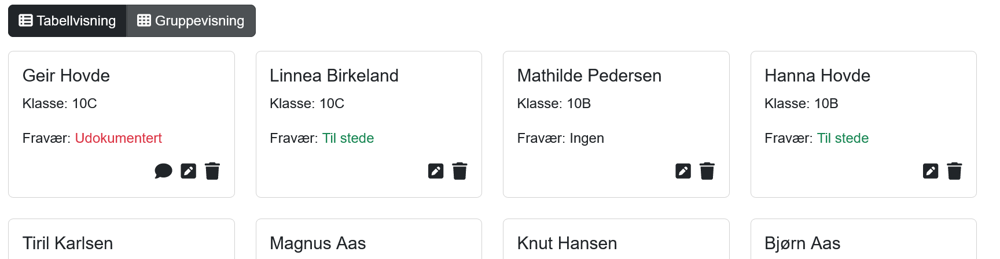 Tabellvisning Gruppevisning
Geir Hovde
Klasse: 10C
Fravær: Udokumentert
Linnea Birkeland
Klasse: 10C
Fravær: Til stede
Mathilde Pedersen
Klasse: 10B
Fravær: Ingen
Hanna Hovde
Klasse: 10B
Fravær: Til stede
Tiril Karlsen
Magnus Aas
Knut Hansen
Bjørn Aas